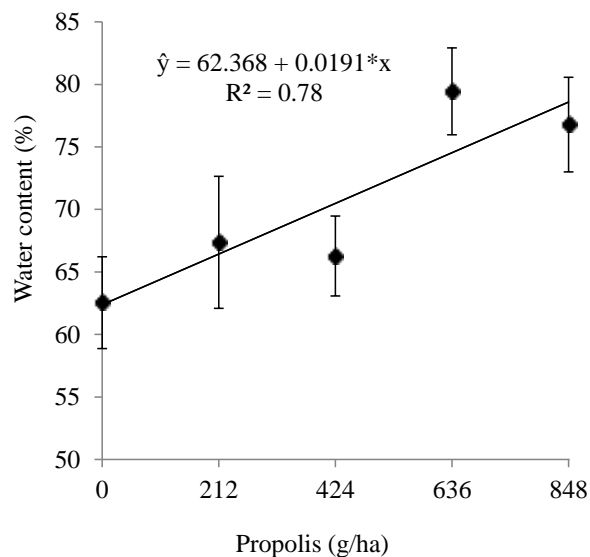 85
80
75
70
65
60
55
50
Water content (%)
ŷ = 62.368 + 0.0191*x
R² = 0.78
0 212 424 636 848
Propolis (g/ha)